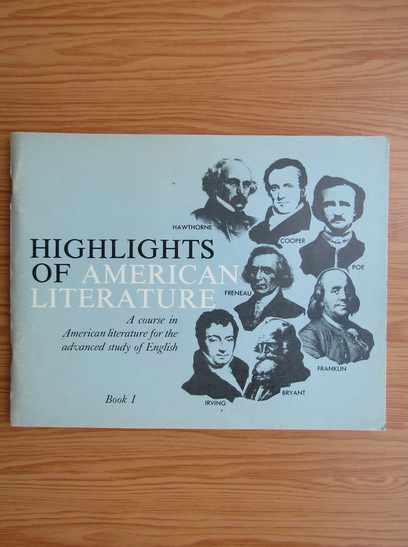 HIGHLIGHTS
OF AMERICAN
LITERATURE
A course in
American literature for the
advanced study of English
Book I
HAWTHORNE
COOPER
POE
FRENEAU
FRANKLIN
BRYANT
IRVING